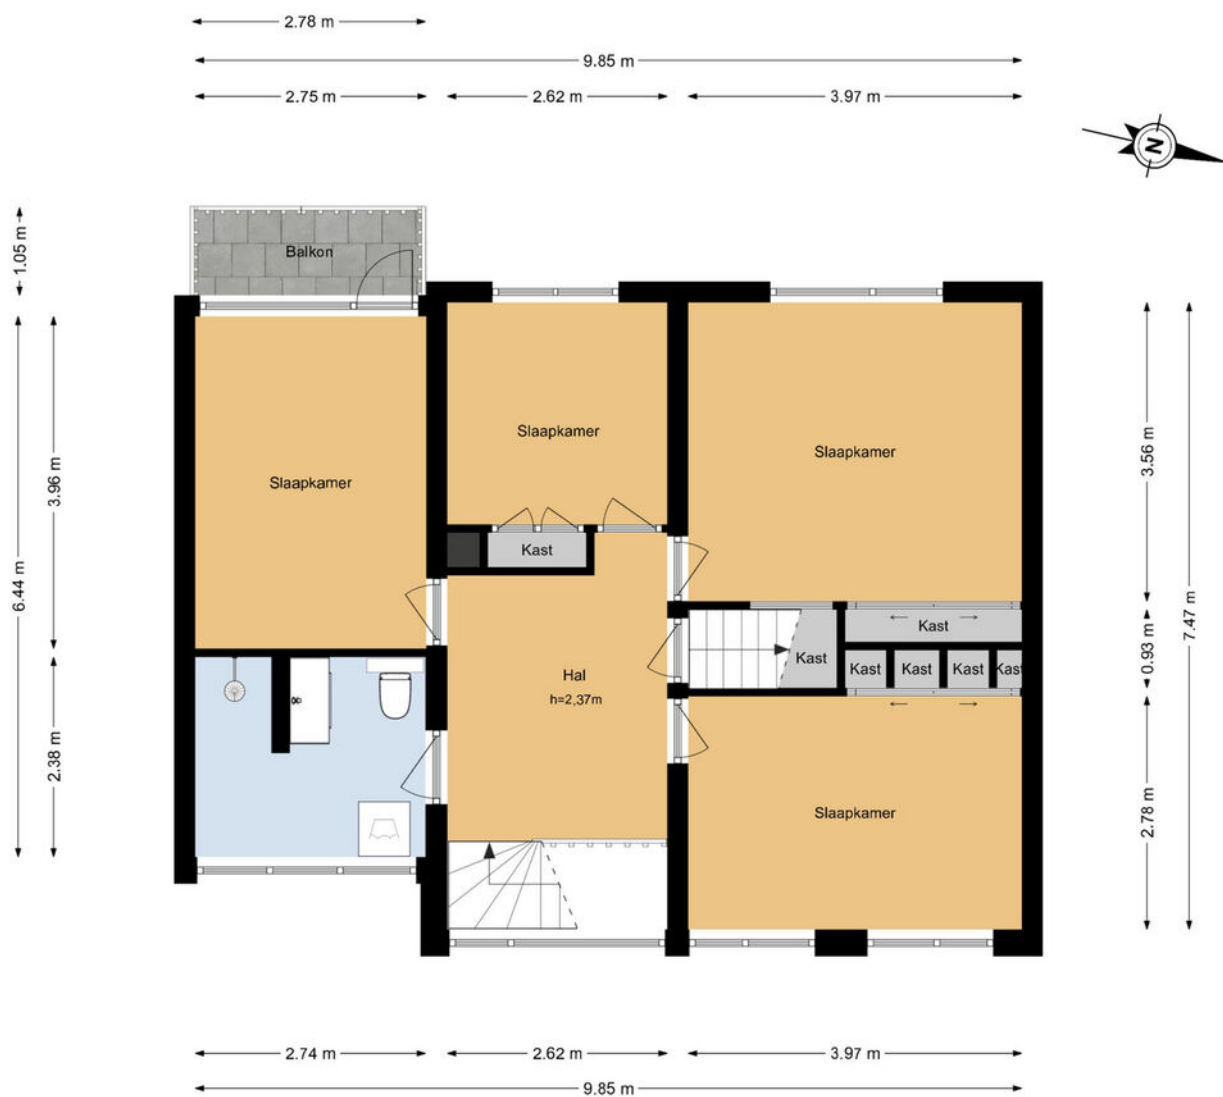 2.78 m
9.85 m
2.75 m
2.62 m
3.97 m
N
1.05 m
Balkon
Slaapkamer
Slaapkamer
Slaapkamer
3.96 m
6.44 m
3.56 m
7.47 m
Kast
Kast
Kast
Kast
Kast
Kast
Kast
0.93 m
Hal
h=2,37m
2.38 m
2.78 m
Slaapkamer
2.74 m
2.62 m
3.97 m
9.85 m